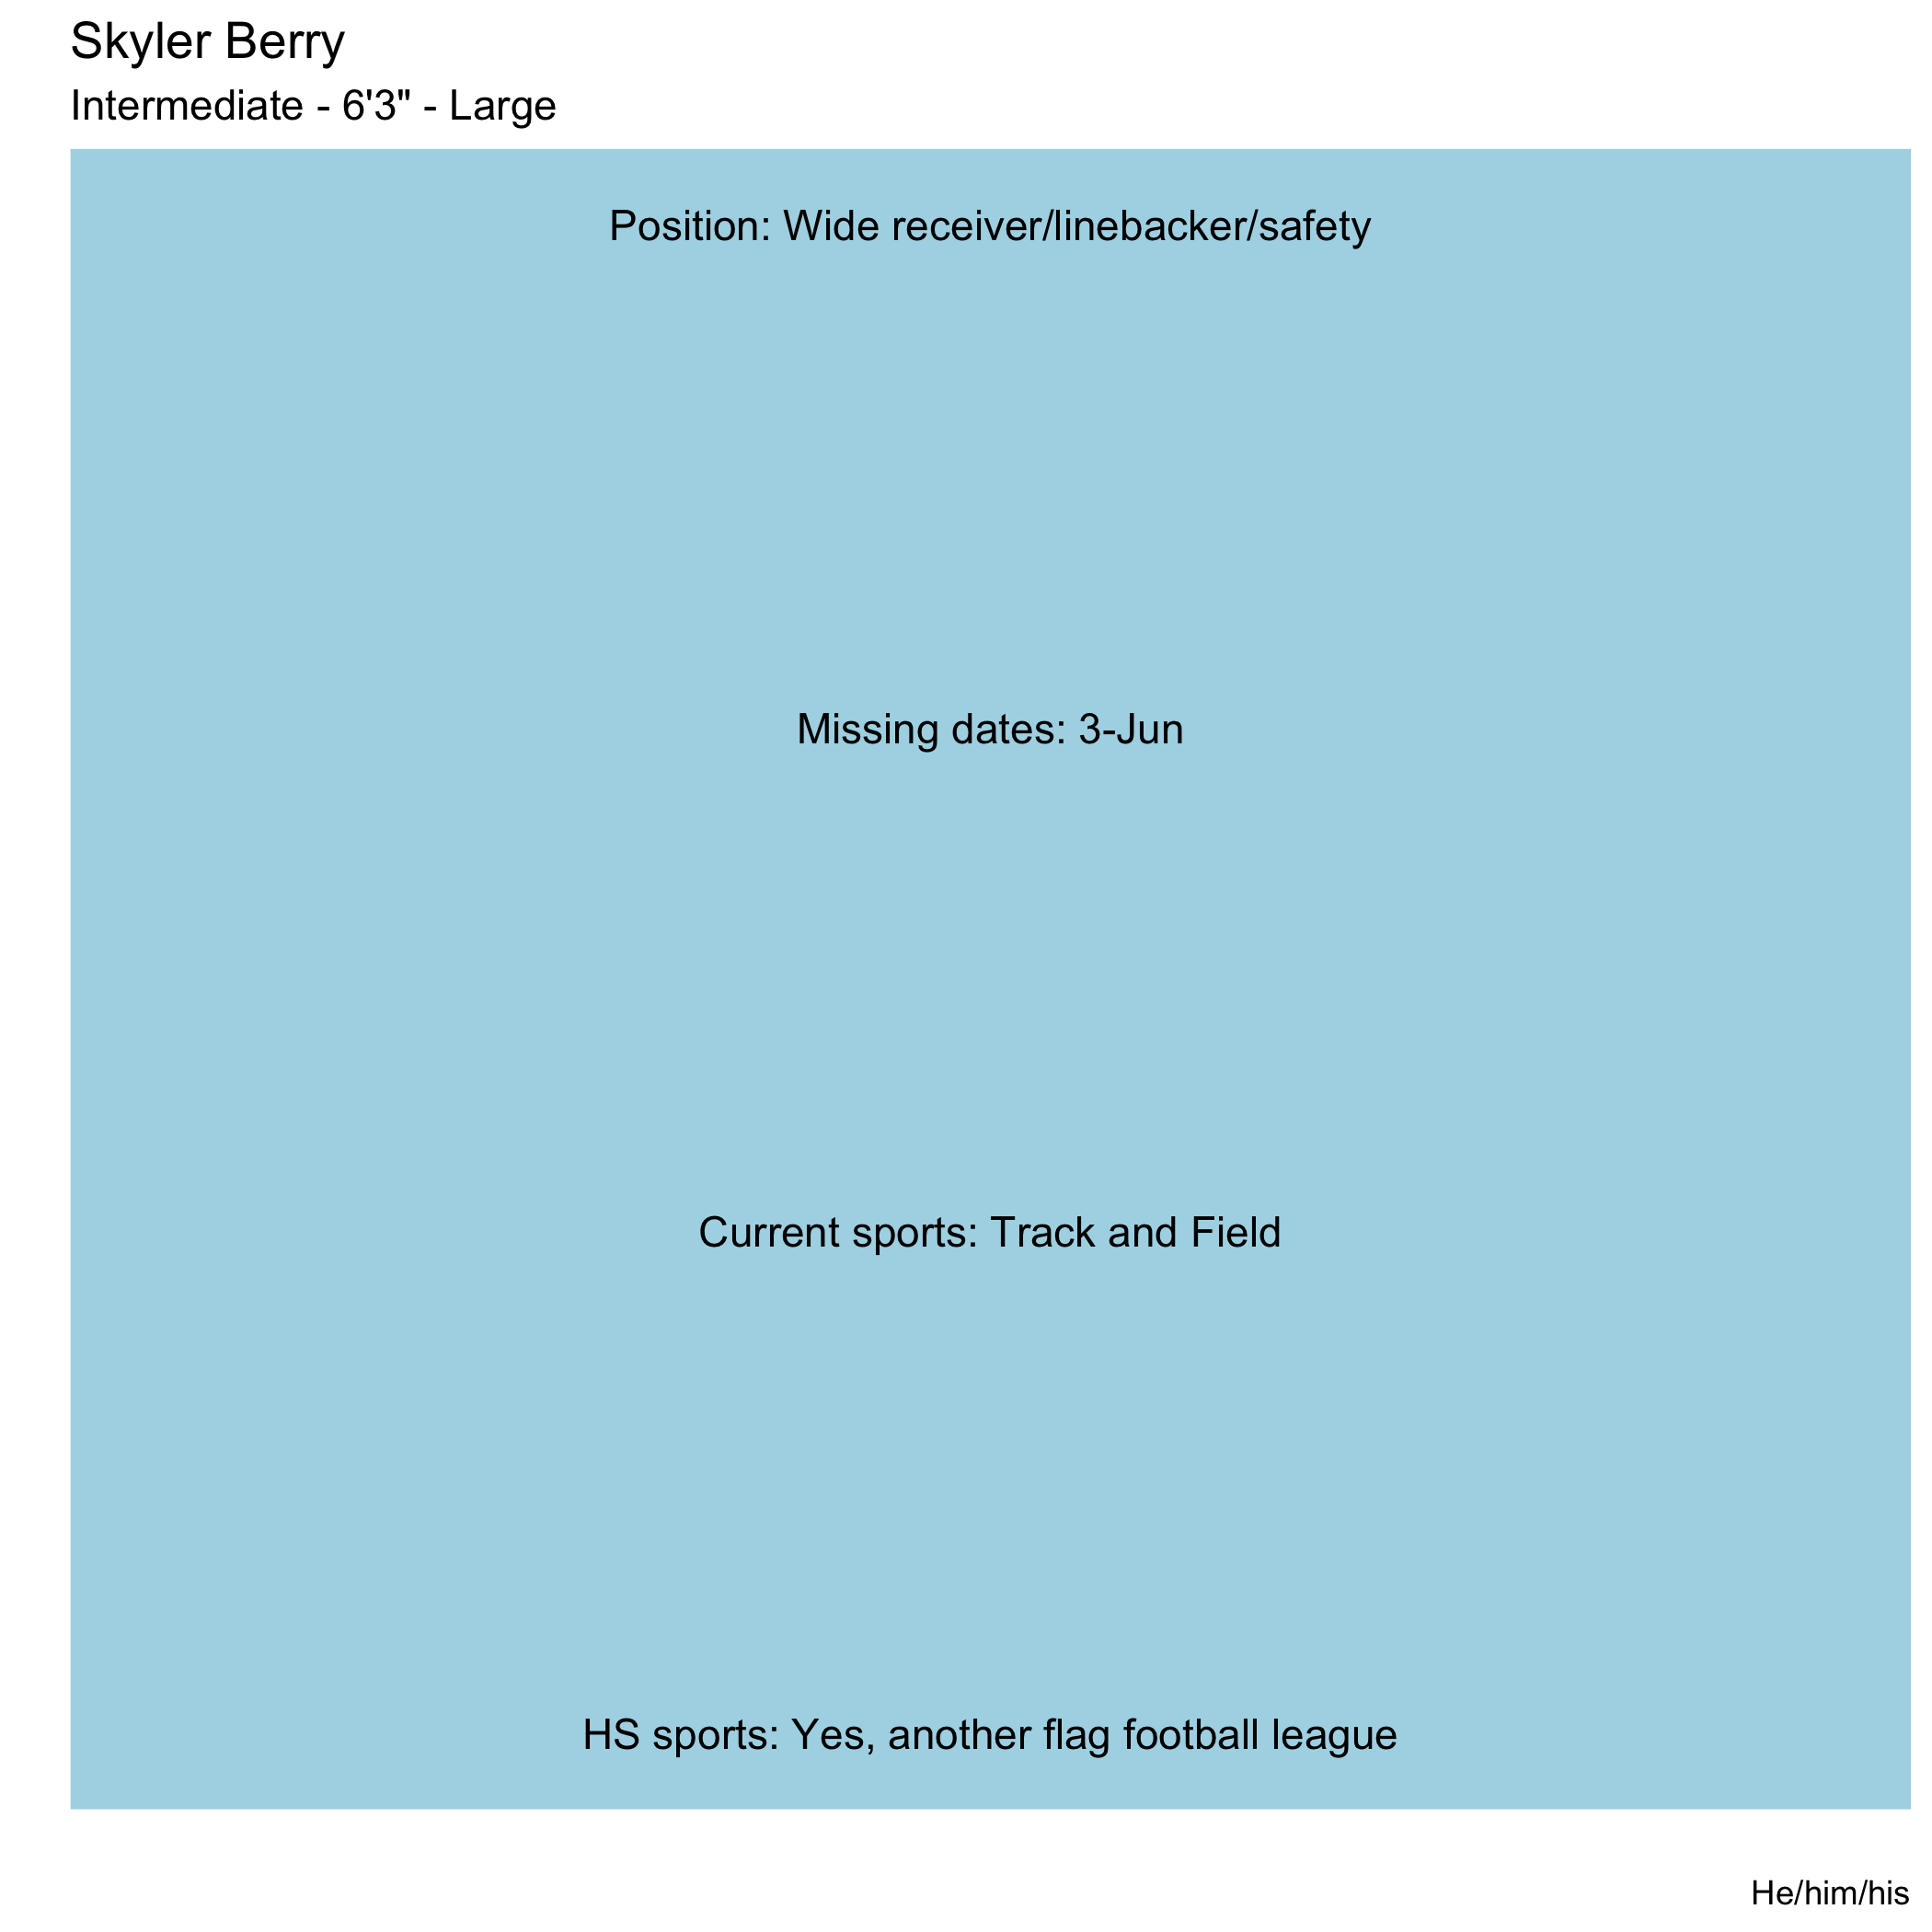 Skyler Berry
Intermediate - 6'3" - Large
Position: Wide receiver/linebacker/safety
Missing dates: 3-Jun
Current sports: Track and Field
HS sports: Yes, another flag football league
He/him/his